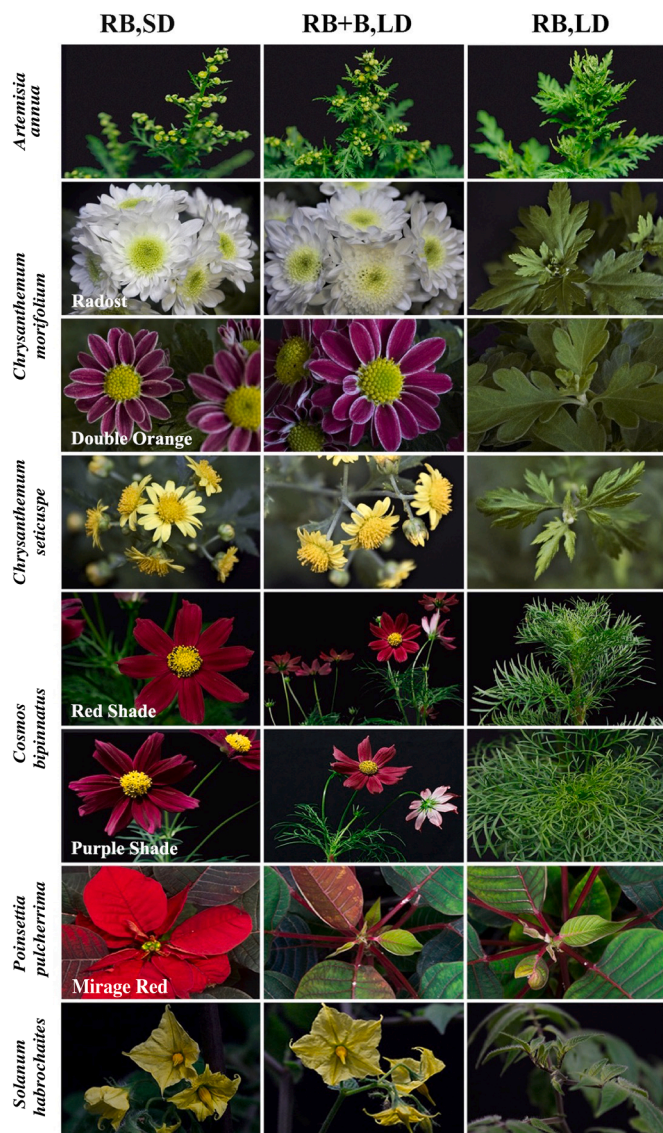 RB,SD RB+B,LD RB,LD
Artemisia
annua
Chrysanthemum
morifolium
Radost
Double Orange
Chrysanthemum
seticuspe
Cosmos
bipinnatus
Red Shade
Purple Shade
Poinsettia
pulcherrima
Mirage Red
Solanum
habrochaites